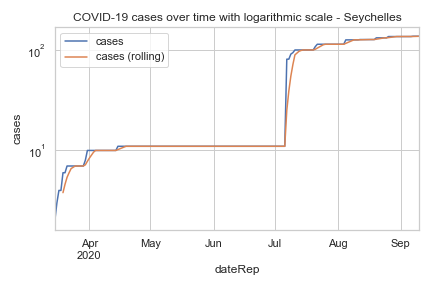 COVID-19 cases over time with logarithmic scale - Seychelles
cases
cases (rolling)
10²
10¹
cases
Apr May Jun Jul Aug Sep
2020
dateRep